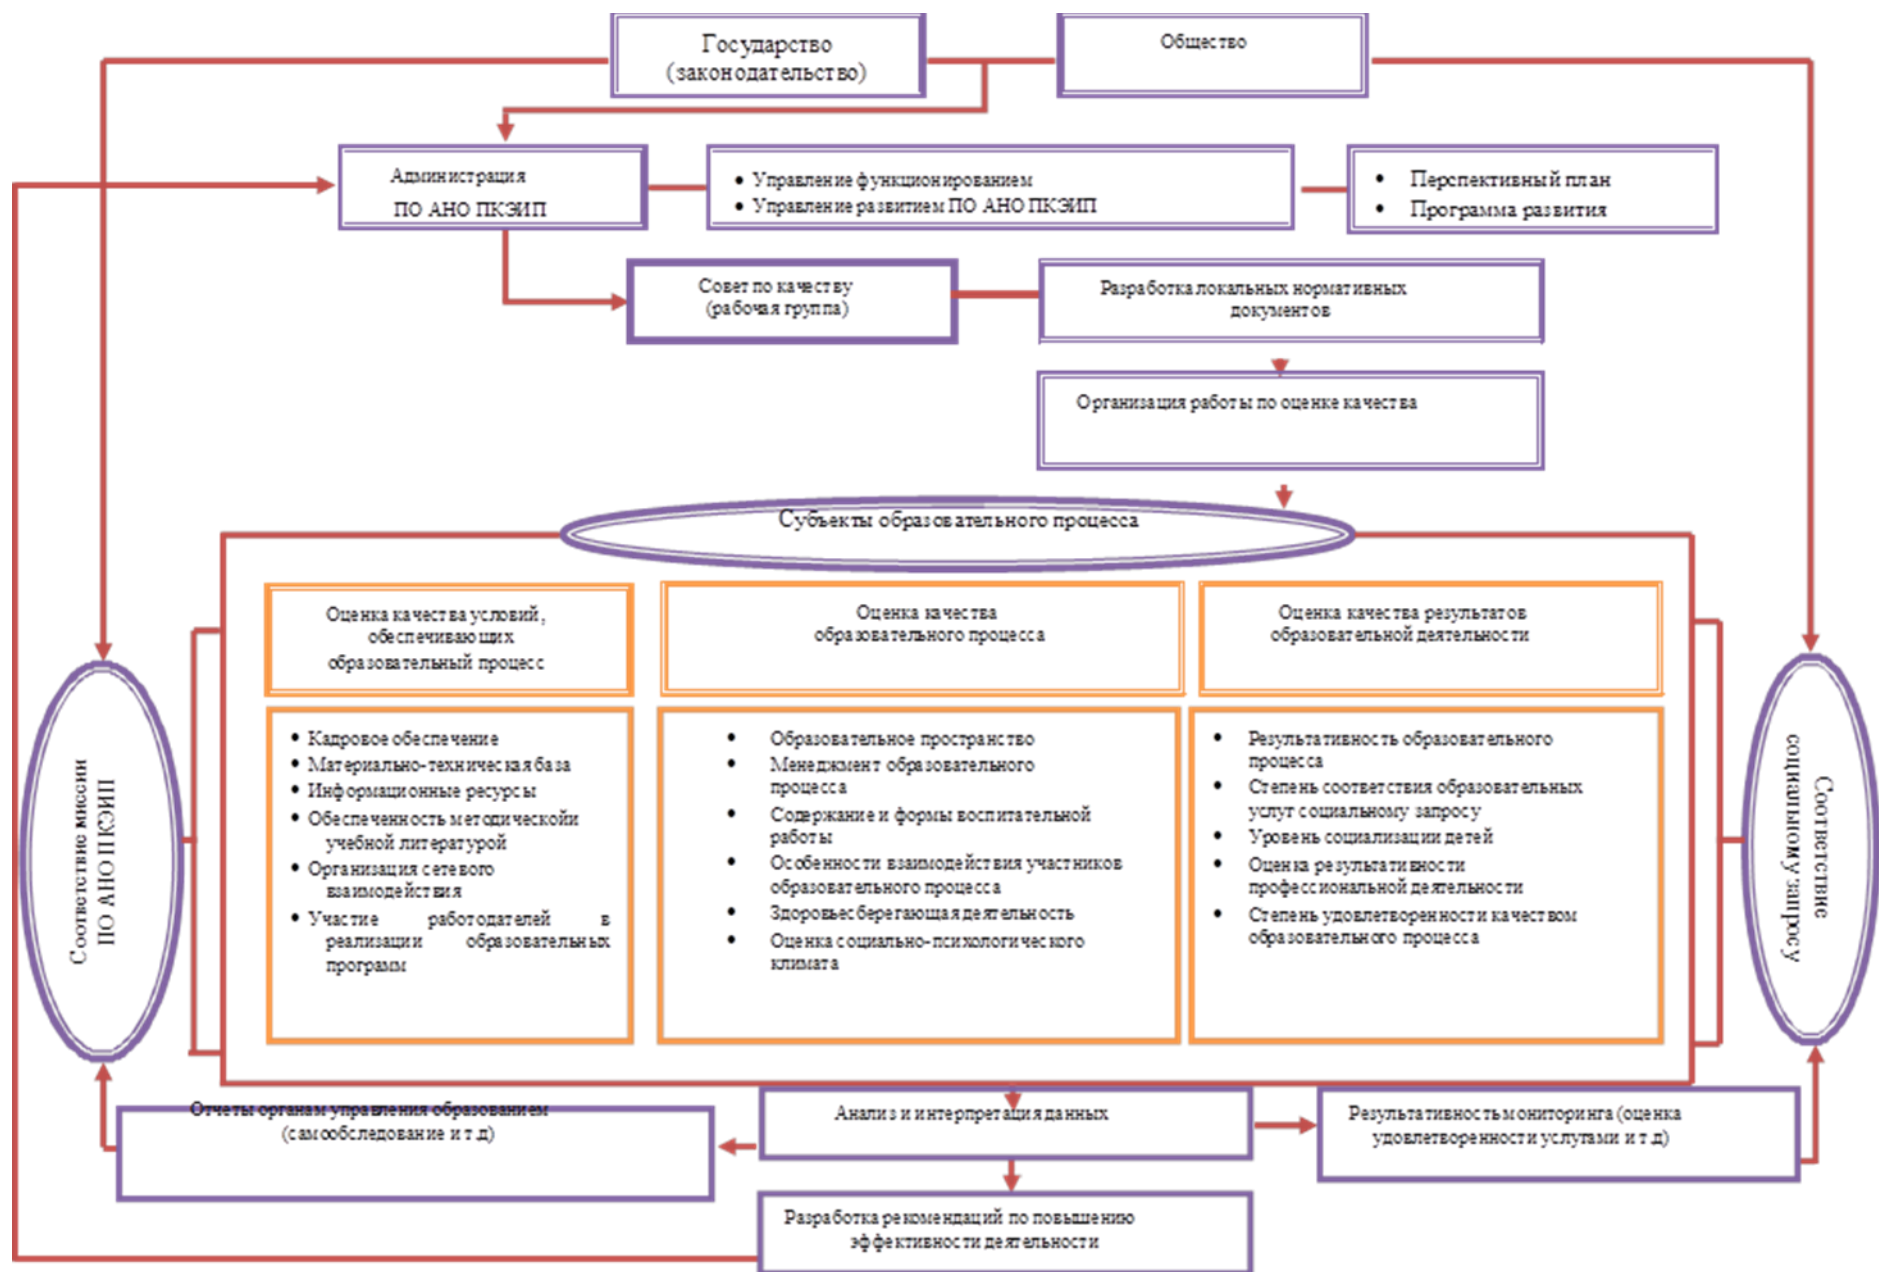 Государство
(законодательство)
Общество
Администрация
ПО АНО ПКЭИП
• Управление функционированием
• Управление развитием ПО АНО ПКЭИП
• Перспективный план
• Программа развития
Совет по качеству
(рабочая группа)
Разработка локальных нормативных
документов
Организация работы по оценке качества
Субъекты образовательного процесса
Оценка качества условий,
обеспечивающих
образовательный процесс
Оценка качества
образовательного процесса
Оценка качества результатов
образовательной деятельности
• Кадровое обеспечение
• Материально-техническая база
• Информационные ресурсы
• Обеспеченность методическойи
учебной литературой
• Организация сетевого
взаимодействия
• Участие работодателей в
реализации образовательных
программ
• Образовательное пространство
• Менеджмент образовательного
процесса
• Содержание и формы воспитательной
работы
• Особенности взаимодействия участников
образовательного процесса
• Здоровьесберегающая деятельность
• Оценка социально-психологического
климата
• Результативность образовательного
процесса
• Степень соответствия образовательных
услуг социальному запросу
• Уровень социализации детей
• Оценка результативности
профессиональной деятельности
• Степень удовлетворенности качеством
образовательного процесса
Соответствие миссии
ПО АНО ПКЭИП
Соотвествие
социальному запросу
Отчеты органам управления образованием
(самообследование и т.д)
Анализ и интерпретация данных
Результативность мониторинга (оценка
удовлетворенности услугами и т.д)
Разработка рекомендаций по повышению
эффективности деятельности